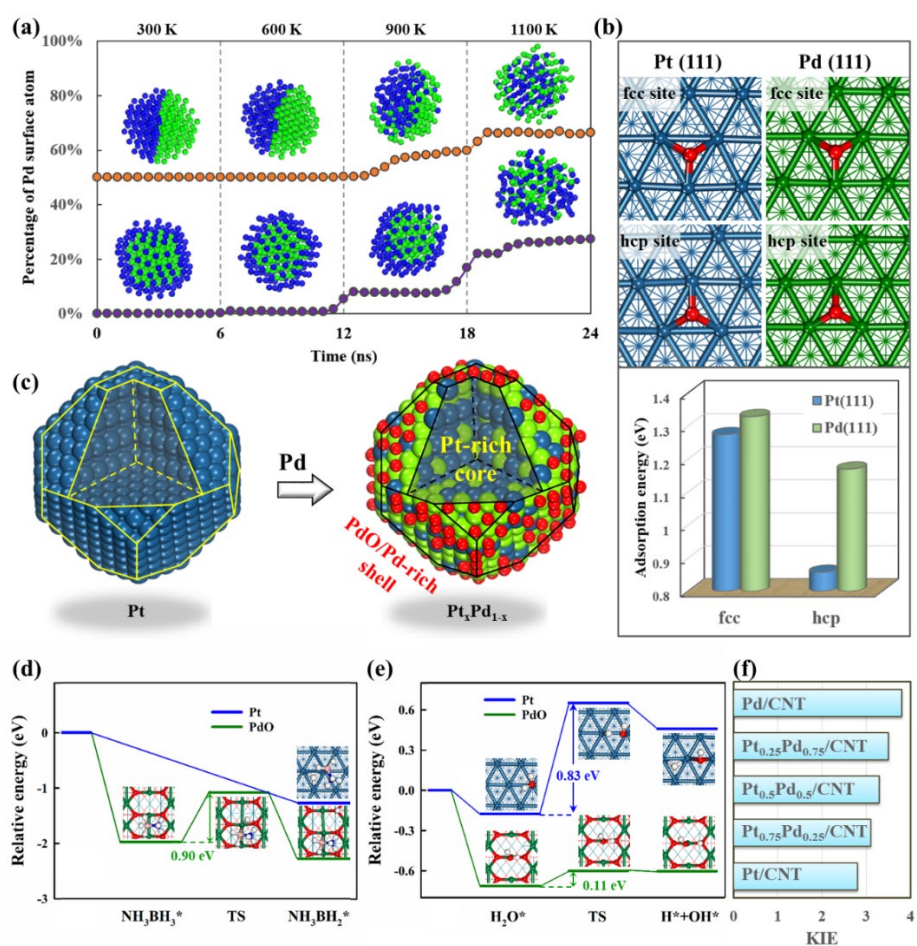 (a)
300 K 600 K 900 K 1100 K
100%
80%
60%
40%
20%
0%
Percentage of Pd surface atom
0 6 12 18 24
Time (ns)
(b)
Pt (111) Pd (111)
fcc site fcc site
hcp site hcp site
1.4
1.3
1.2
1.1
1
0.9
0.8
Adsorption energy (eV)
Pt(111)
Pd(111)
fcc hcp
(c)
Pd
Pt-rich
core
PdO/Pd-rich
shell
Pt
PtₓPd₁₋ₓ
(d)
Relative energy (eV)
0
-1
-2
-3
Pt
PdO
0.90 eV
NH₃BH₃* TS NH₃BH₂*
(e)
Relative energy (eV)
0.6
0.3
0.0
-0.3
-0.6
Pt
PdO
0.83 eV
0.11 eV
H₂O* TS H*+OH*
(f)
Pd/CNT
Pt₀.₂₅Pd₀.₇₅/CNT
Pt₀.₅Pd₀.₅/CNT
Pt₀.₇₅Pd₀.₂₅/CNT
Pt/CNT
0 1 2 3 4
KIE